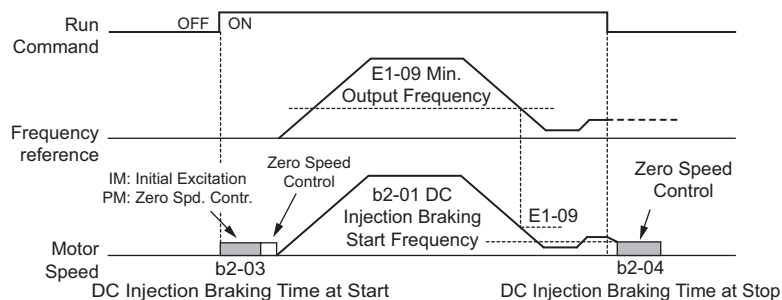 Run
Command
OFF
ON
E1-09 Min.
Output Frequency
Frequency
reference
IM: Initial Excitation
PM: Zero Spd. Contr.
Zero Speed
Control
b2-01 DC
Injection Braking
Start Frequency
E1-09
Zero Speed
Control
Motor
Speed
b2-03
DC Injection Braking Time at Start
b2-04
DC Injection Braking Time at Stop